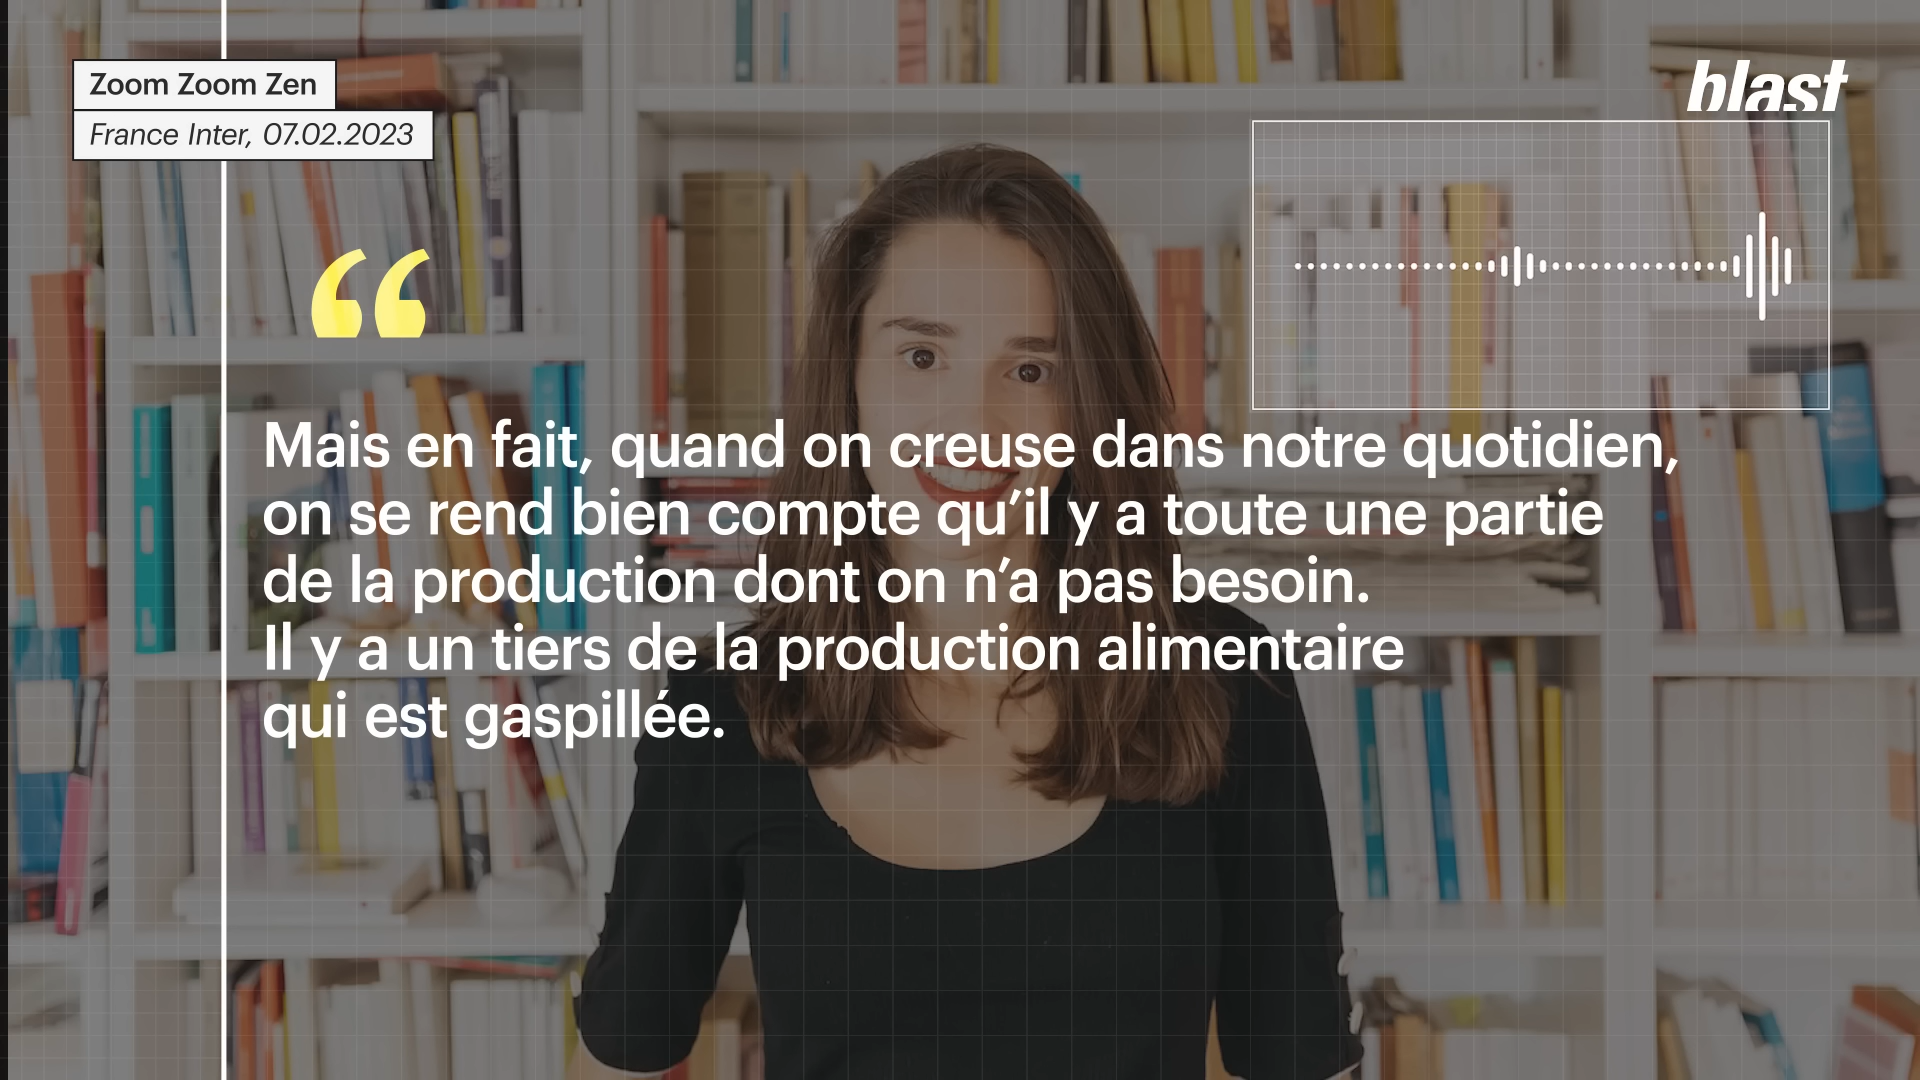 Zoom Zoom Zen
France Inter, 07.02.2023
blast
“
Mais en fait, quand on creuse dans notre quotidien,
on se rend bien compte qu’il y a toute une partie
de la production dont on n’a pas besoin.
Il y a un tiers de la production alimentaire
qui est gaspillée.